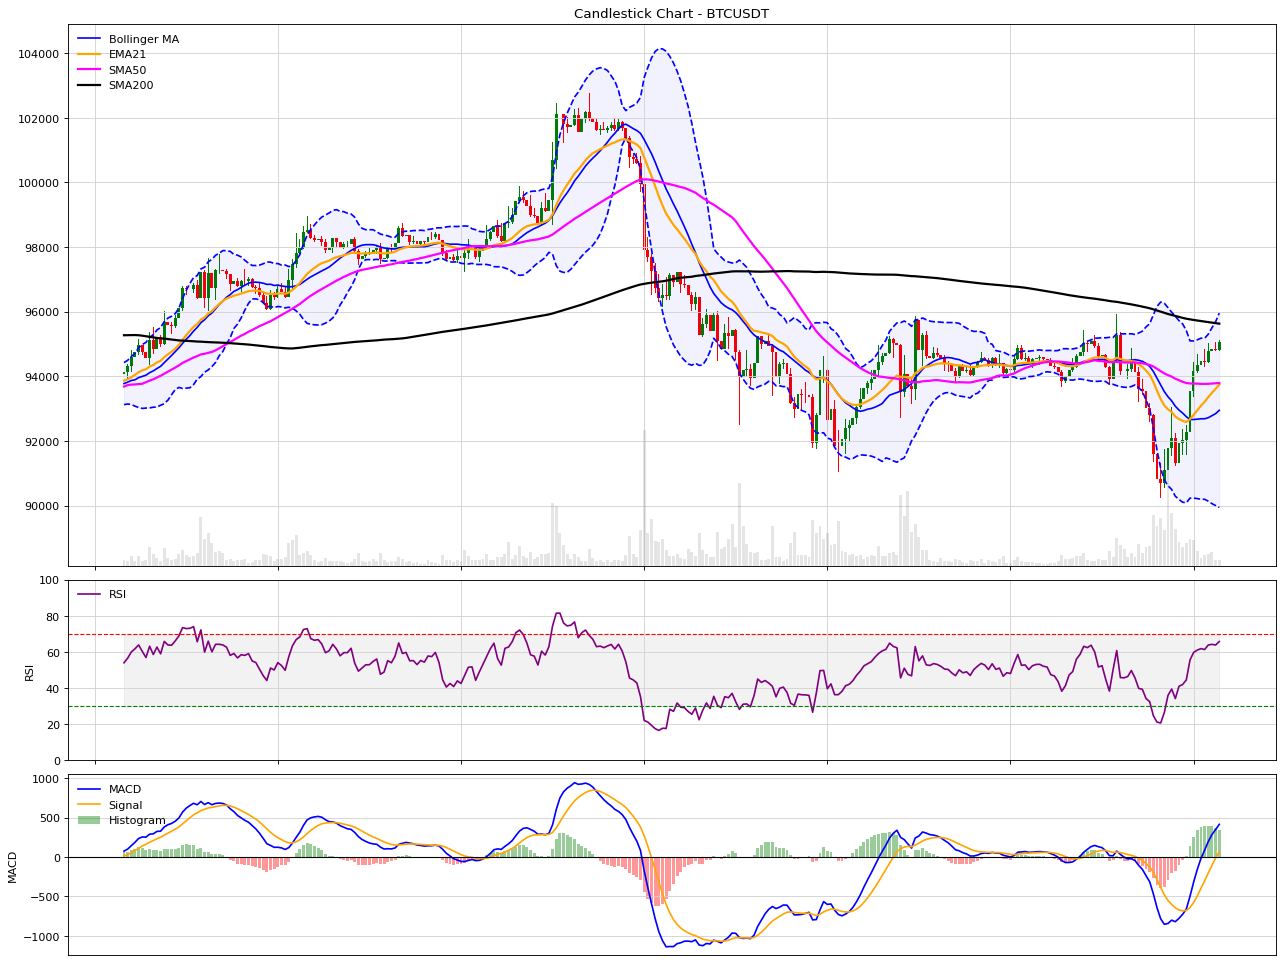 Candlestick Chart - BTCUSDT
Bollinger MA
EMA21
SMA50
SMA200
104000
102000
100000
98000
96000
94000
92000
90000
RSI
100
80
60
40
20
0
RSI
MACD
Signal
Histogram
1000
500
0
−500
−1000
MACD